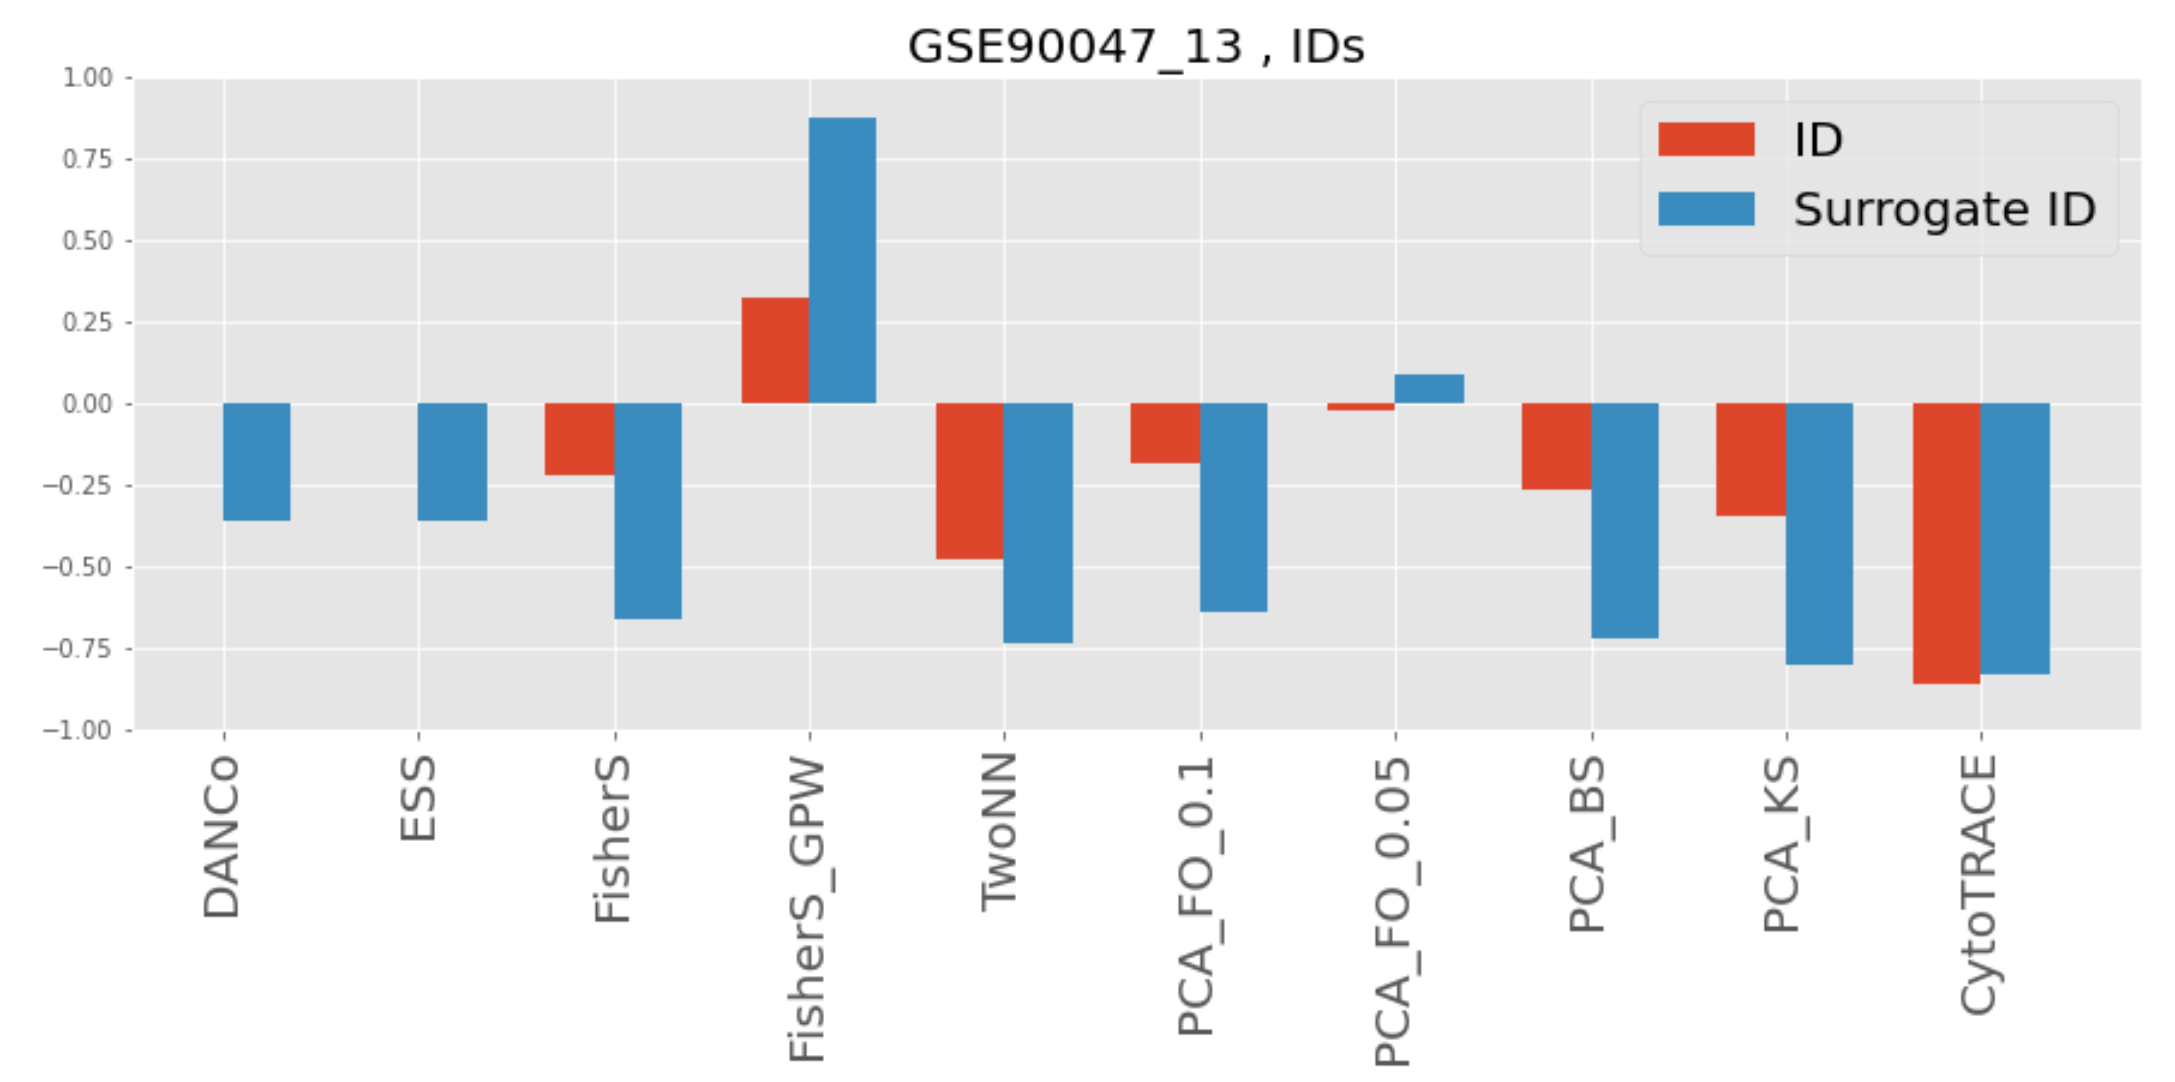 GSE90047_13 , IDs
1.00
0.75
0.50
0.25
0.00
−0.25
−0.50
−0.75
−1.00
ID
Surrogate ID
DANCo
ESS
FisherS
FisherS_GPW
TwoNN
PCA_FO_0.1
PCA_FO_0.05
PCA_BS
PCA_KS
CytoTRACE